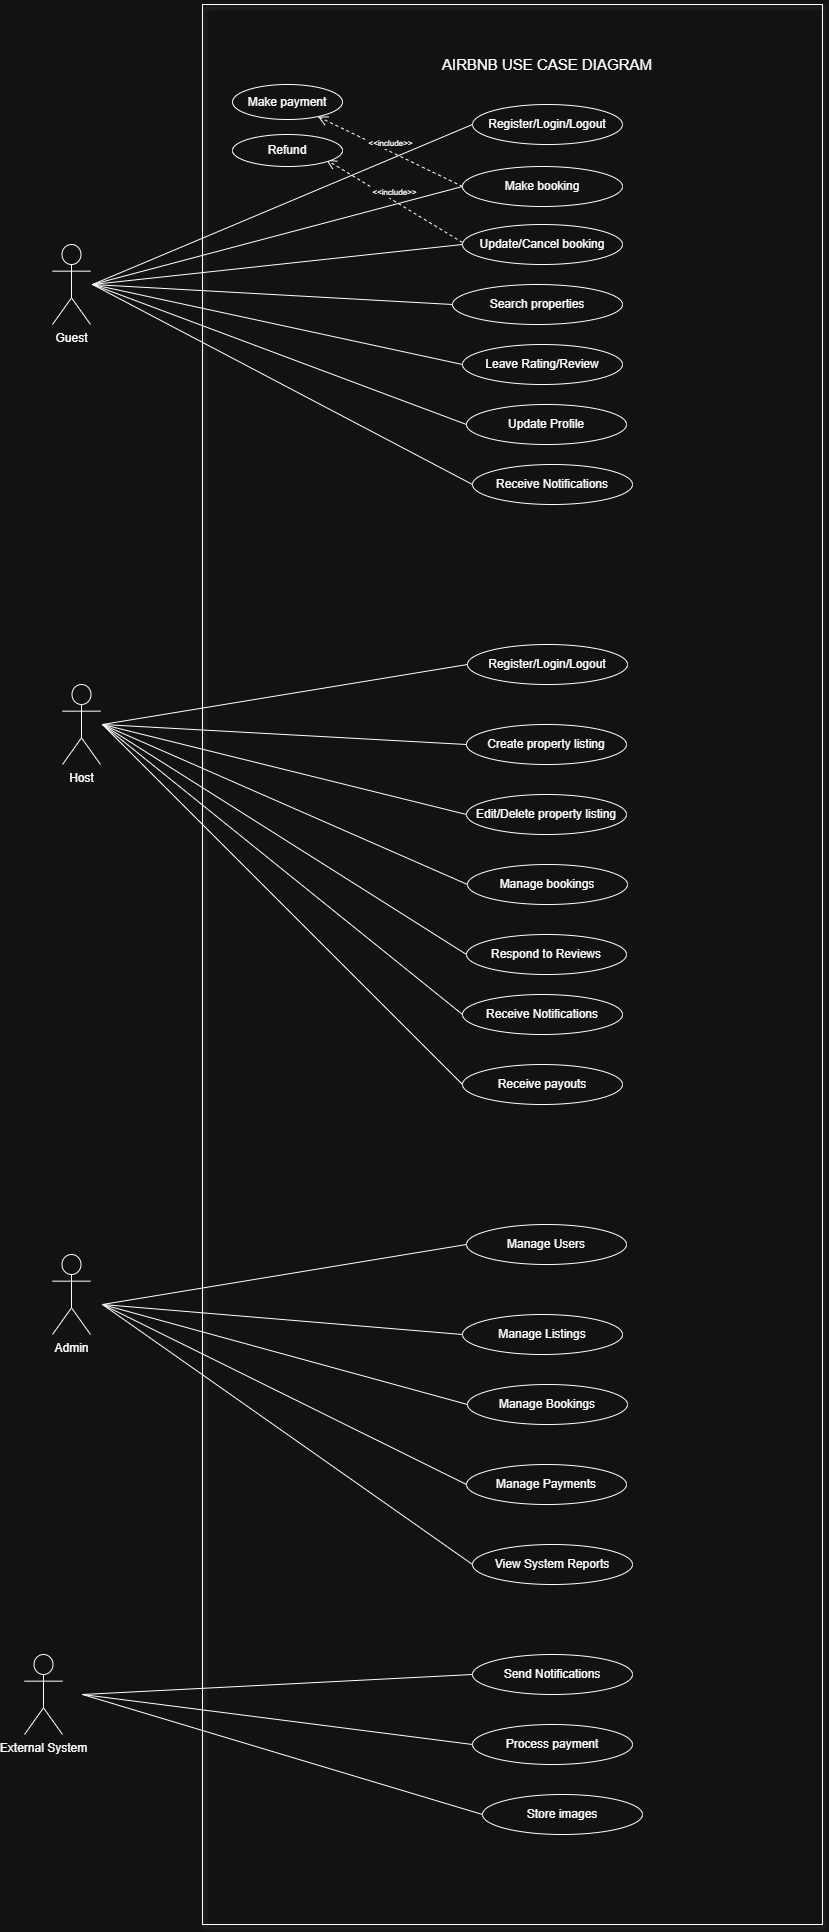 AIRBNB USE CASE DIAGRAM
Make payment
Register/Login/Logout
<<include>>
Refund
Make booking
<<include>>
Update/Cancel booking
Search properties
Guest
Leave Rating/Review
Update Profile
Receive Notifications
Register/Login/Logout
Create property listing
Host
Edit/Delete property listing
Manage bookings
Respond to Reviews
Receive Notifications
Receive payouts
Manage Users
Manage Listings
Admin
Manage Bookings
Manage Payments
View System Reports
Send Notifications
Process payment
External System
Store images